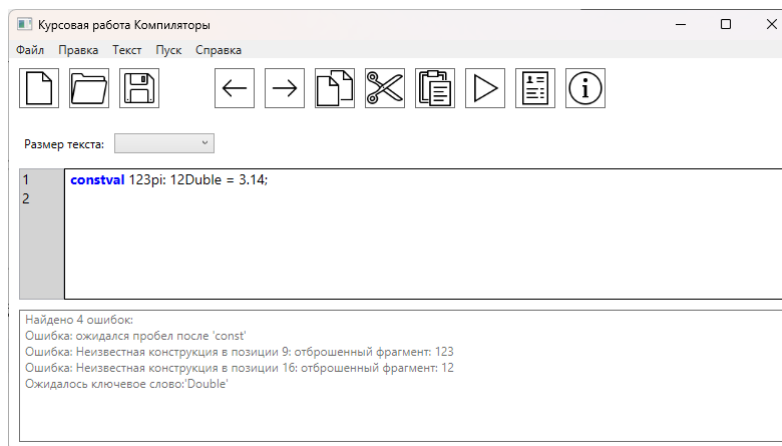 Курсовая работа Компиляторы
Файл Правка Текст Пуск Справка
Размер текста:
1 constval 123pi: 12Duble = 3.14;
2
Найдено 4 ошибок:
Ошибка: ожидался пробел после 'const'
Ошибка: Неизвестная конструкция в позиции 9: отброшенный фрагмент: 123
Ошибка: Неизвестная конструкция в позиции 16: отброшенный фрагмент: 12
Ожидалось ключевое слово:'Double'